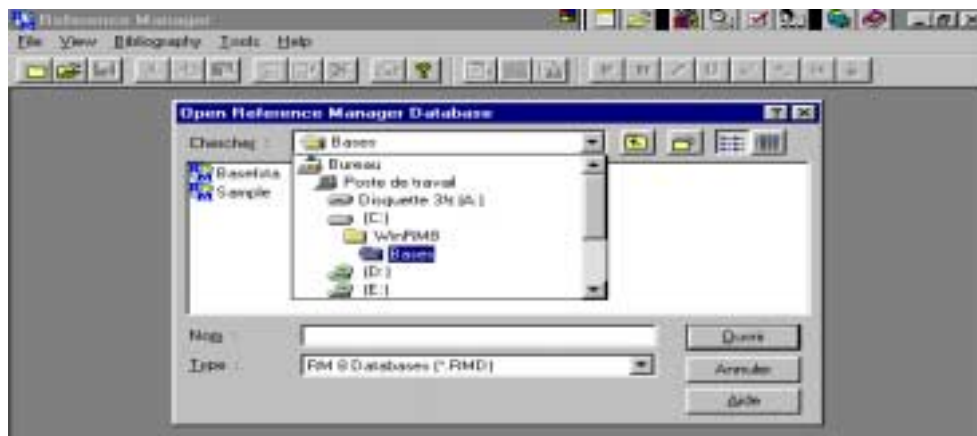 Reference Manager
File View Bibliography Tools Help
Open Reference Manager Database
Chercher : Bases
Bureau
Poste de travail
Disquette 3½ (A:)
(C:)
WinRM8
Bases
(D:)
(E:)
Sample
Nom :
Ouvrir
Type : RM 8 Databases (*.RMD)
Annuler
Aide